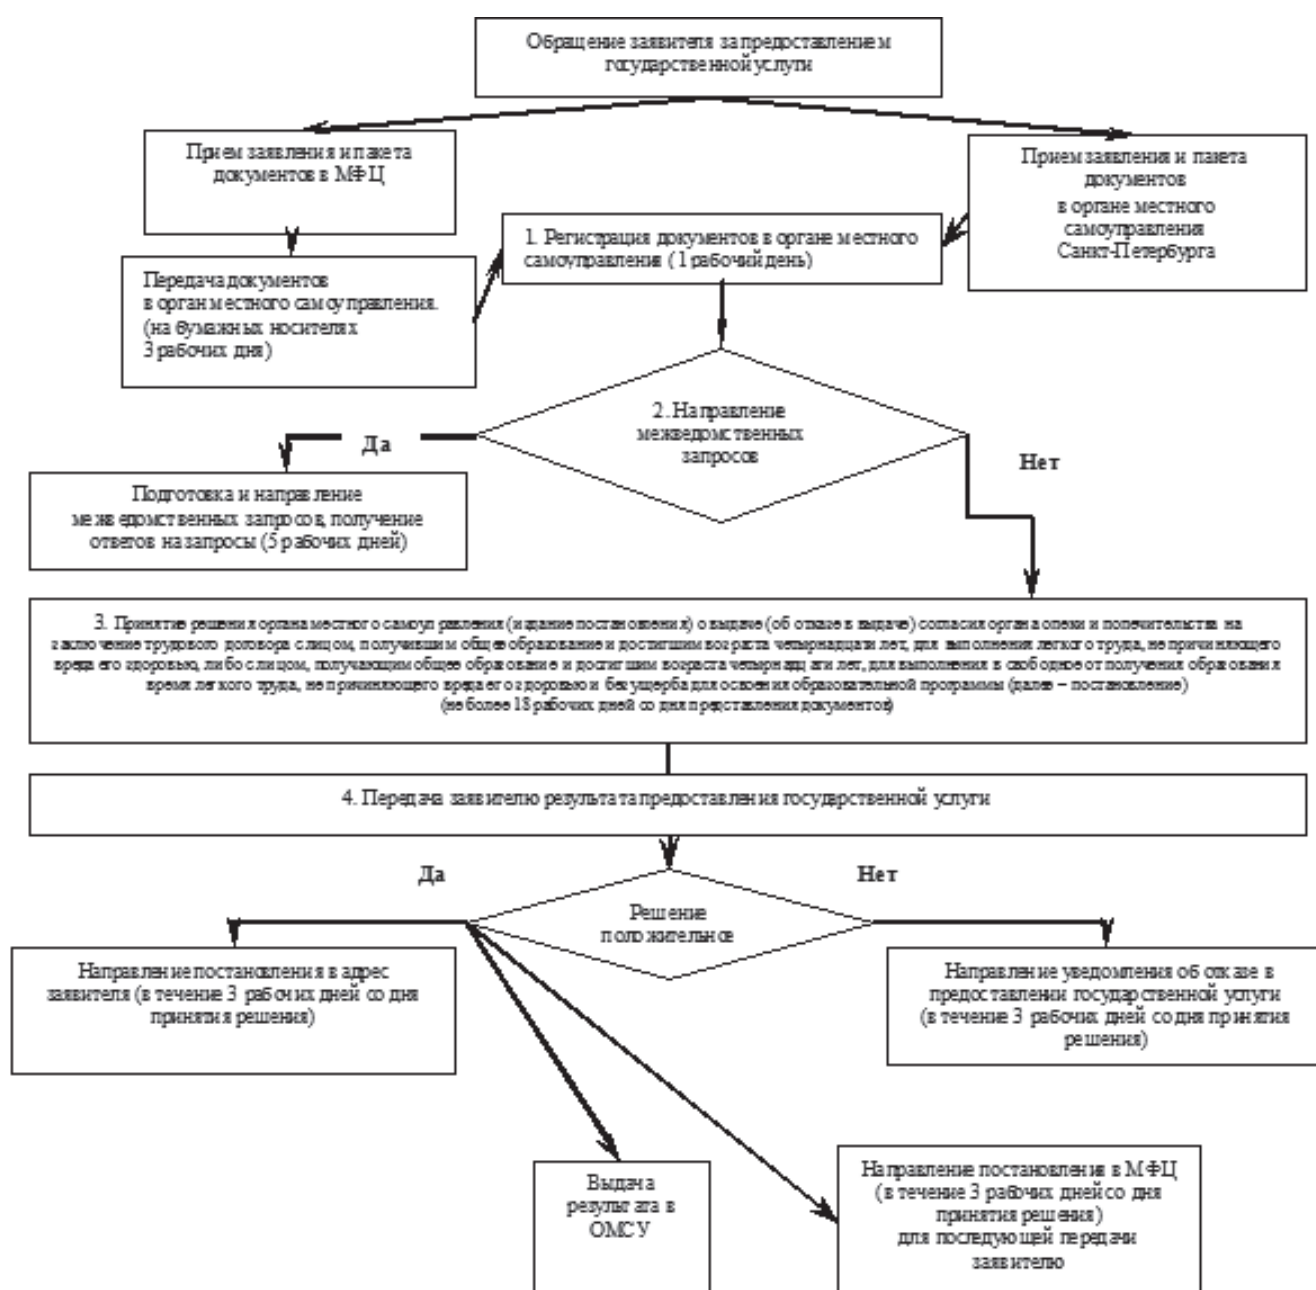 Обращение заявителя за предоставлением
государственной услуги
Прием заявления и пакета
документов в МФЦ
Прием заявления и пакета
документов
в органе местного
самоуправления
Санкт-Петербурга
1. Регистрация документов в органе местного
самоуправления (1 рабочий день)
Передача документов
в орган местного самоуправления.
(на бумажных носителях
3 рабочих дня)
2. Направление
межведомственных
запросов
Да
Нет
Подготовка и направление
межведомственных запросов, получение
ответов на запросы (5 рабочих дней)
3. Принятие решения органа местного самоуправления (издание постановления) о выдаче (об отказе в выдаче) согласия органа опеки и попечительства на
заключение трудового договора с лицом, получившим общее образование и достигшим возраста четырнадцати лет, для выполнения легкого труда, не причиняющего
вреда его здоровью, либо с лицом, получающим общее образование и достигшим возраста четырнадцати лет, для выполнения в свободное от получения образования
время легкого труда, не причиняющего вреда его здоровью и без ущерба для освоения образовательной программы (далее – постановление)
(не более 18 рабочих дней со дня представления документов)
4. Передача заявителю результата предоставления государственной услуги
Да
Нет
Решение
положительное
Направление постановления в адрес
заявителя (в течение 3 рабочих дней со дня
принятия решения)
Направление уведомления об отказе в
предоставлении государственной услуги
(в течение 3 рабочих дней со дня принятия
решения)
Выдача
результата в
ОМСУ
Направление постановления в МФЦ
(в течение 3 рабочих дней со дня
принятия решения)
для последующей передачи
заявителю